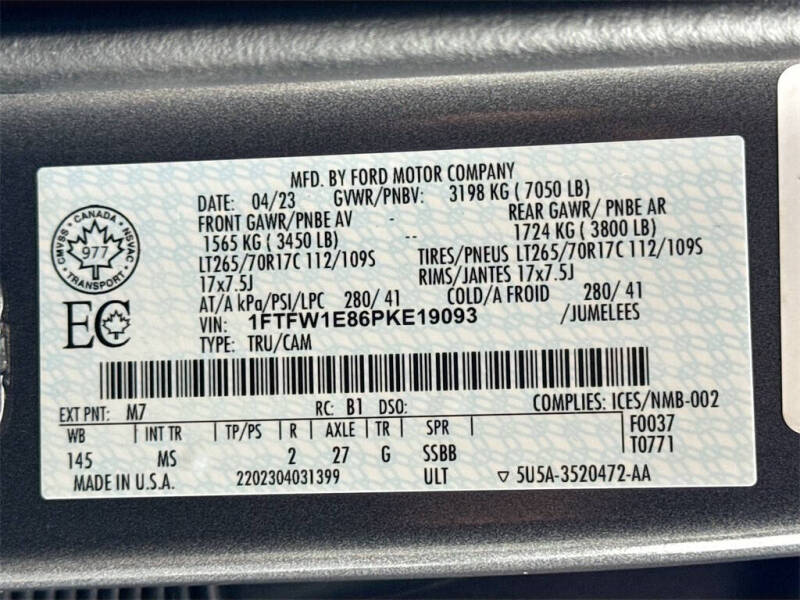 MFD. BY FORD MOTOR COMPANY
DATE: 04/23 GVWR/PNBV: 3198 KG ( 7050 LB)
FRONT GAWR/PNBE AV - REAR GAWR/ PNBE AR
1565 KG ( 3450 LB) -- 1724 KG ( 3800 LB)
LT265/70R17C 112/109S TIRES/PNEUS LT265/70R17C 112/109S
17x7.5J RIMS/JANTES 17x7.5J
AT/A kPa/PSI/LPC 280/ 41 COLD/A FROID 280/ 41
VIN: 1FTFW1E86PKE19093 /JUMELEES
TYPE: TRU/CAM
CANADA
CMVSS NSVAC
977
TRANSPORT
EC
EXT PNT: M7 RC: B1 DSO: COMPLIES: ICES/NMB-002
WB INT TR TP/PS R AXLE TR SPR F0037
T0771
145 MS 2 27 G SSBB
MADE IN U.S.A. 2202304031399 ULT ▽ 5U5A-3520472-AA